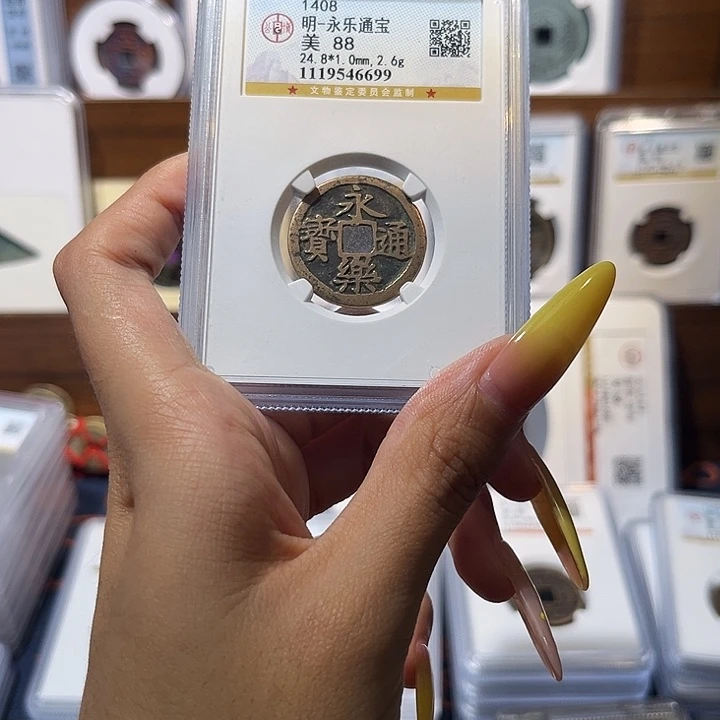 1408
明-永乐通宝
美 88
24.8*1.0mm, 2.6g
1119546699
★ 文物鉴定委员会监制 ★
永樂通寳